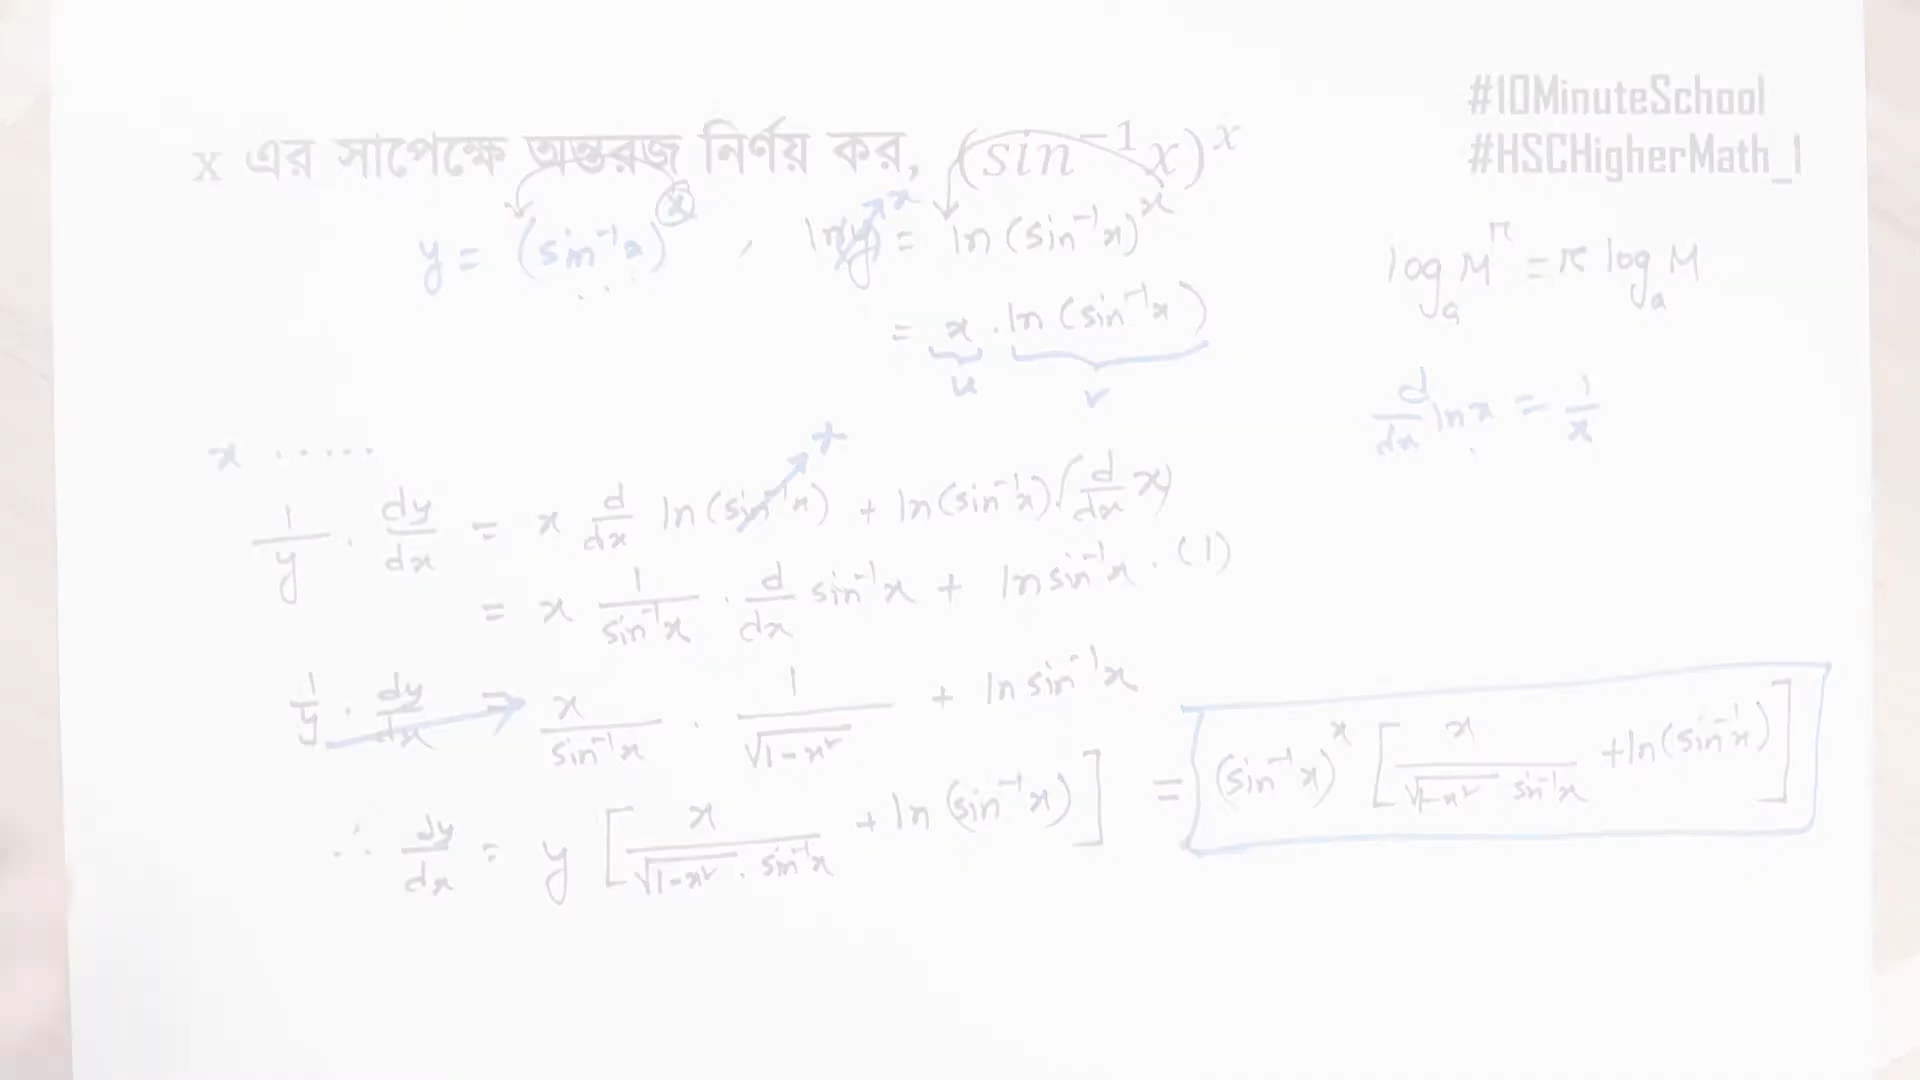 #10MinuteSchool
#HSCHigherMath_1
x এর সাপেক্ষে অন্তরজ নির্ণয় কর, (sin⁻¹x)ˣ
y = (sin⁻¹x)ˣ , ln y = ln (sin⁻¹x)ˣ
x
= x . ln (sin⁻¹x)
u v
logₐ Mʳ = r logₐ M
d/dx ln x = 1/x
x .....
x
1/y . dy/dx = x d/dx ln (sin⁻¹x) + ln (sin⁻¹x) (d/dx x)
= x 1/sin⁻¹x . d/dx sin⁻¹x + ln sin⁻¹x . (1)
1/y . dy/dx = x/sin⁻¹x . 1/√(1-x²) + ln sin⁻¹x
∴ dy/dx = y [x/(√(1-x²) . sin⁻¹x) + ln (sin⁻¹x)] = (sin⁻¹x)ˣ [x/(√(1-x²) sin⁻¹x) + ln (sin⁻¹x)]